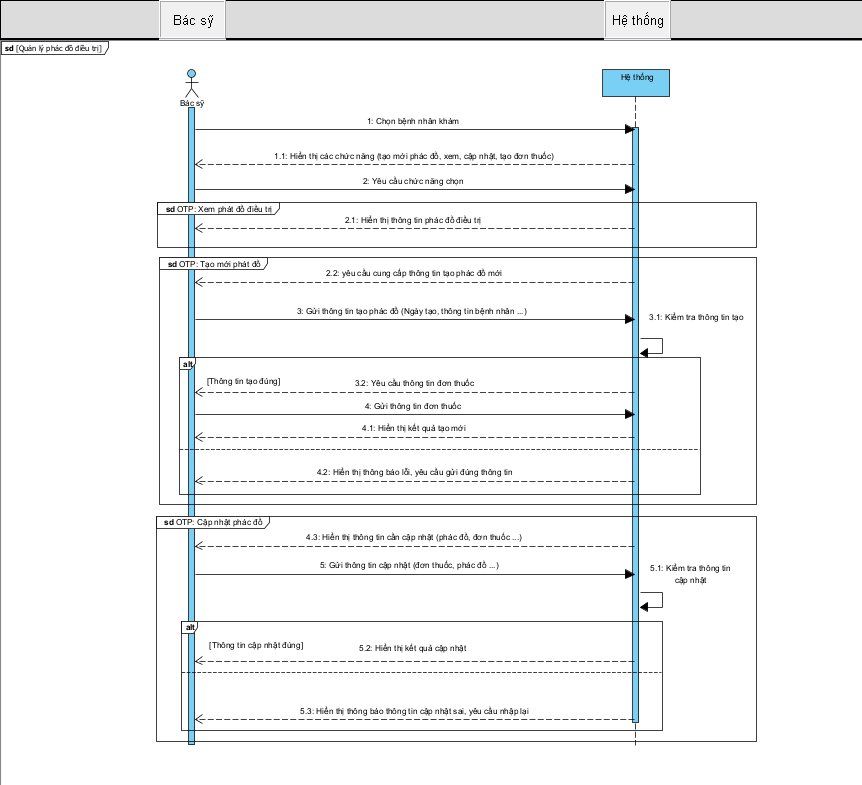 Bác sỹ
Hệ thống
sd [Quản lý phác đồ điều trị]
Hệ thống
Bác sỹ
1: Chọn bệnh nhân khám
1.1: Hiển thị các chức năng (tạo mới phác đồ, xem, cập nhật, tạo đơn thuốc)
2: Yêu cầu chức năng chọn
sd OTP: Xem phát đồ điều trị
2.1: Hiển thị thông tin phác đồ điều trị
sd OTP: Tạo mới phát đồ
2.2: yêu cầu cung cấp thông tin tạo phác đồ mới
3: Gửi thông tin tạo phác đồ (Ngày tạo, thông tin bệnh nhân ...)
3.1: Kiểm tra thông tin tạo
alt
[Thông tin tạo đúng]
3.2: Yêu cầu thông tin đơn thuốc
4: Gửi thông tin đơn thuốc
4.1: Hiển thị kết quả tạo mới
4.2: Hiển thị thông báo lỗi, yêu cầu gửi đúng thông tin
sd OTP: Cập nhật phác đồ
4.3: Hiển thị thông tin cần cập nhật (phác đồ, đơn thuốc ...)
5: Gửi thông tin cập nhật (đơn thuốc, phác đồ ...)
5.1: Kiểm tra thông tin
cập nhật
alt
[Thông tin cập nhật đúng]
5.2: Hiển thị kết quả cập nhật
5.3: Hiển thị thông báo thông tin cập nhật sai, yêu cầu nhập lại